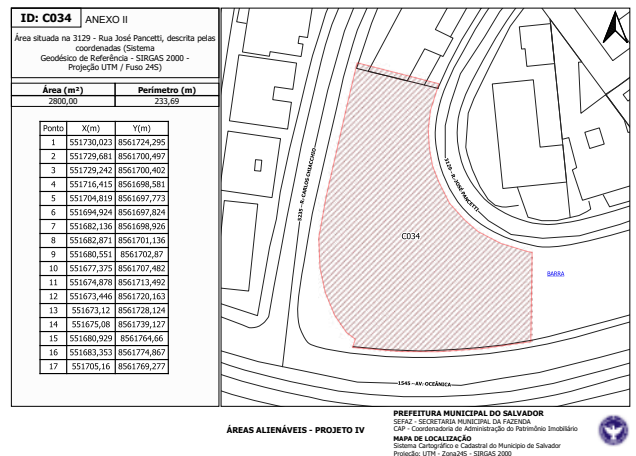 ID: C034 ANEXO II
Área situada na 3129 - Rua José Pancetti, descrita pelas
coordenadas (Sistema
Geodésico de Referência - SIRGAS 2000 -
Projeção UTM / Fuso 24S)
Área (m²) Perímetro (m)
2800,00 233,69
Ponto X(m) Y(m)
1 551730,023 8561724,295
2 551729,681 8561700,497
3 551729,242 8561700,402
4 551716,415 8561698,581
5 551704,819 8561697,773
6 551694,924 8561697,824
7 551682,136 8561698,926
8 551682,871 8561701,136
9 551680,551 8561702,87
10 551677,375 8561707,482
11 551674,878 8561713,492
12 551673,446 8561720,163
13 551673,12 8561728,124
14 551675,08 8561739,127
15 551680,929 8561764,66
16 551683,353 8561774,867
17 551705,16 8561769,277
5235 - R. CARLOS CHIACCHIO
3129 - R. JOSÉ PANCETTI
C034
BARRA
1545 - AV. OCEÂNICA
ÁREAS ALIENÁVEIS - PROJETO IV
PREFEITURA MUNICIPAL DO SALVADOR
SEFAZ - SECRETARIA MUNICIPAL DA FAZENDA
CAP - Coordenadoria de Administração do Patrimônio Imobiliário
MAPA DE LOCALIZAÇÃO
Sistema Cartográfico e Cadastral do Município de Salvador
Projeção: UTM - Zona24S - SIRGAS 2000